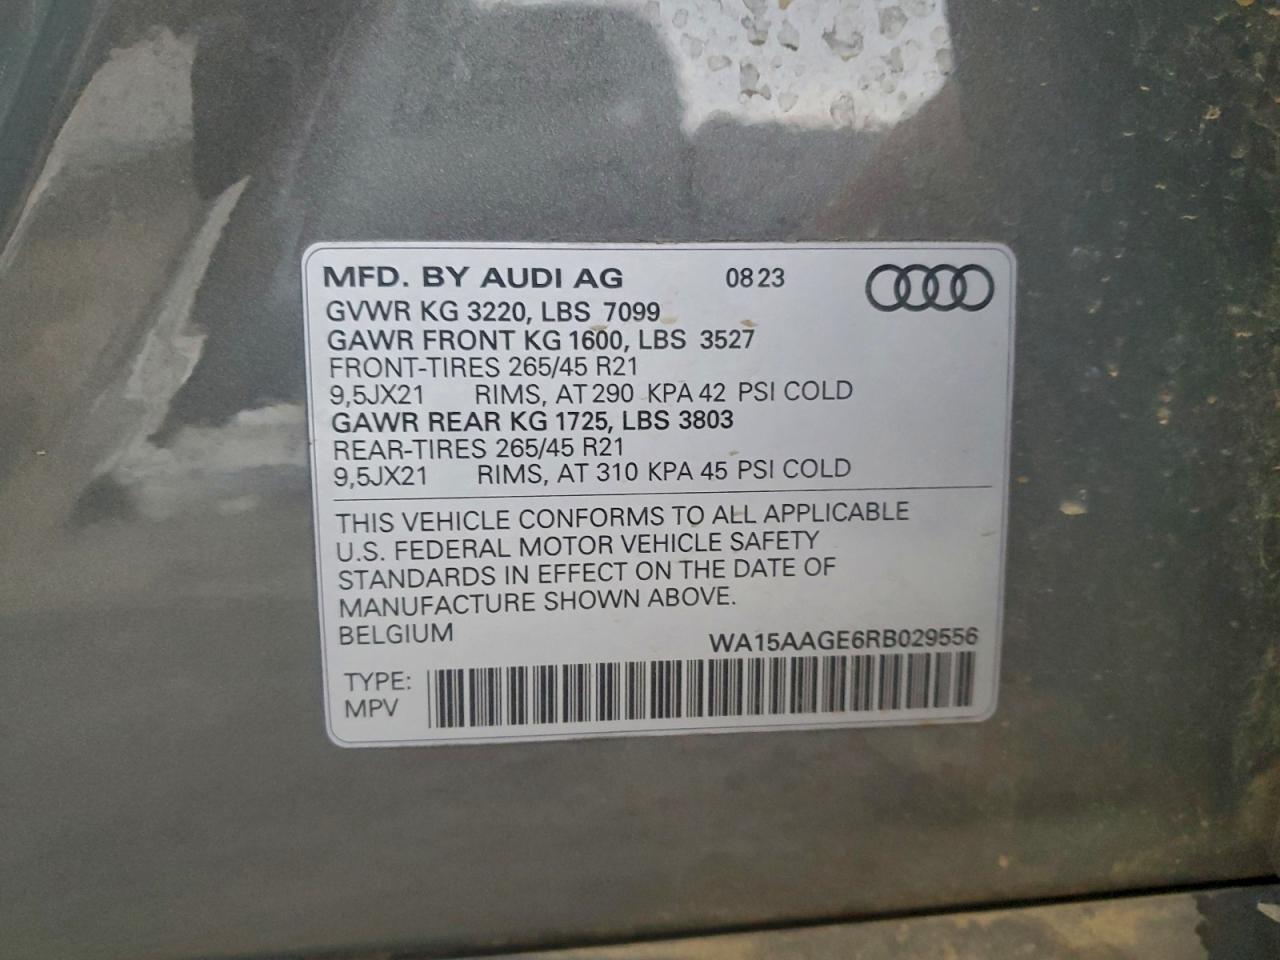 MFD. BY AUDI AG 0823
GVWR KG 3220, LBS 7099
GAWR FRONT KG 1600, LBS 3527
FRONT-TIRES 265/45 R21
9,5JX21 RIMS, AT 290 KPA 42 PSI COLD
GAWR REAR KG 1725, LBS 3803
REAR-TIRES 265/45 R21
9,5JX21 RIMS, AT 310 KPA 45 PSI COLD
THIS VEHICLE CONFORMS TO ALL APPLICABLE
U.S. FEDERAL MOTOR VEHICLE SAFETY
STANDARDS IN EFFECT ON THE DATE OF
MANUFACTURE SHOWN ABOVE.
BELGIUM WA15AAGE6RB029556
TYPE:
MPV